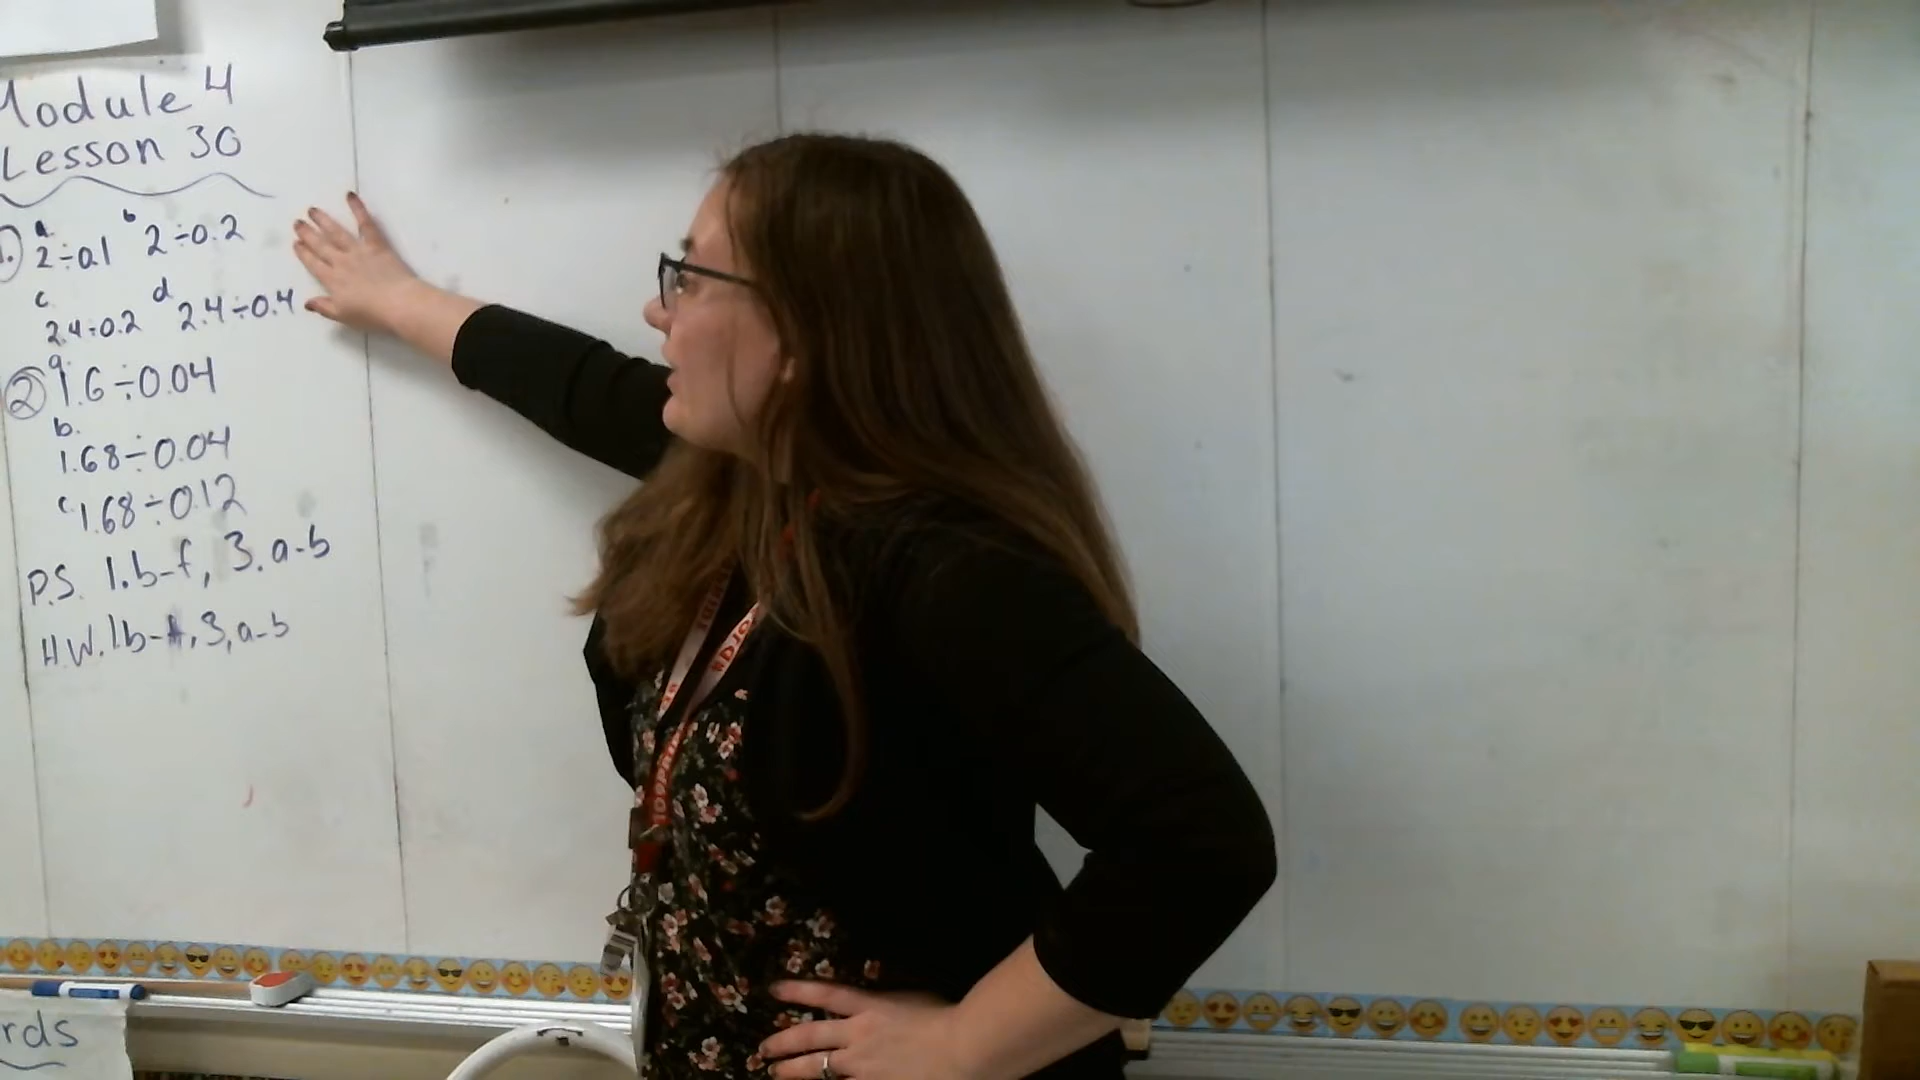 Module 4
Lesson 30
1. a. 2÷0.1 b 2÷0.2
c. 2.4÷0.2 d 2.4÷0.4
2 a. 1.6÷0.04
b. 1.68÷0.04
c. 1.68÷0.12
P.S. 1.b-f, 3.a-b
H.W. 1.b-f, 3,a-b
rds